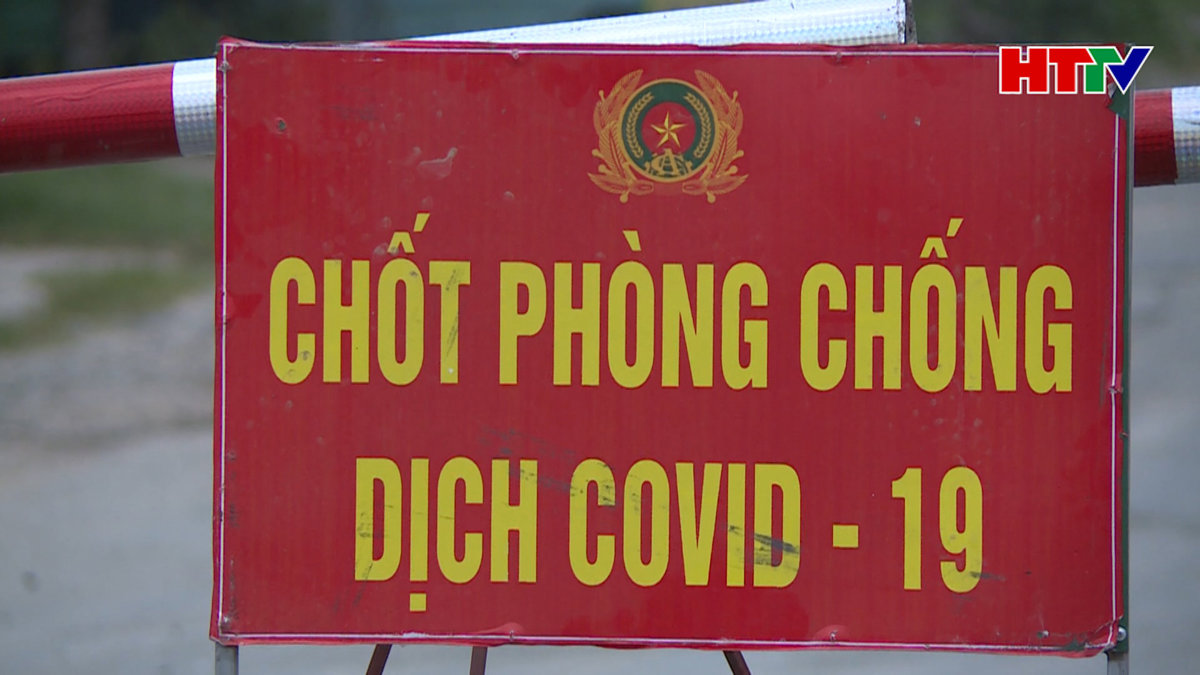 HTTV
CHỐT PHÒNG CHỐNG
DỊCH COVID - 19